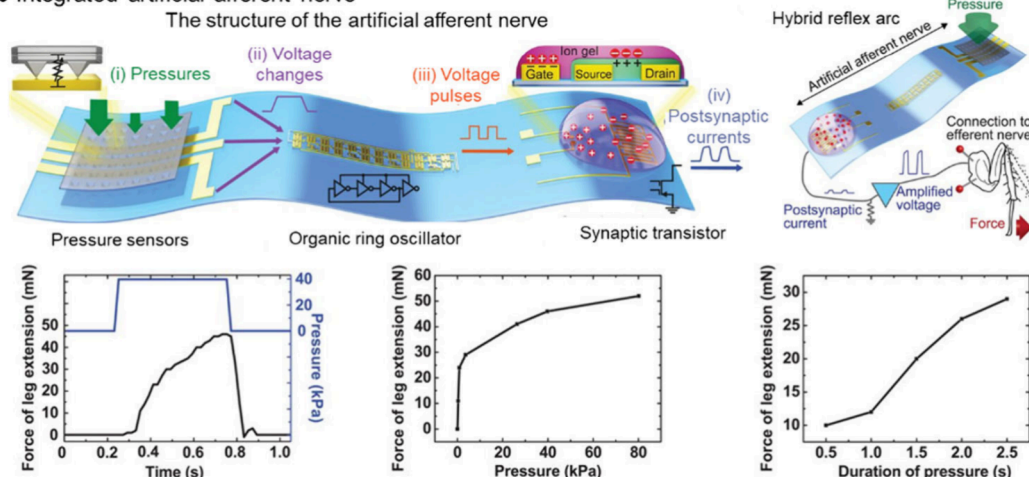 Integrated artificial afferent nerve
The structure of the artificial afferent nerve
(i) Pressures
(ii) Voltage
changes
(iii) Voltage
pulses
Ion gel
Gate
Source
Drain
(iv)
Postsynaptic
currents
Pressure sensors
Organic ring oscillator
Synaptic transistor
Hybrid reflex arc
Pressure
Artificial afferent nerve
Connection to
efferent nerve
Postsynaptic
current
Amplified
voltage
Force
Force of leg extension (mN)
50
40
30
20
10
0
0 0.2 0.4 0.6 0.8 1.0
Time (s)
40
20
0
Pressure (kPa)
Force of leg extension (mN)
60
50
40
30
20
10
0
0 20 40 60 80
Pressure (kPa)
Force of leg extension (mN)
30
25
20
15
10
0.5 1.0 1.5 2.0 2.5
Duration of pressure (s)